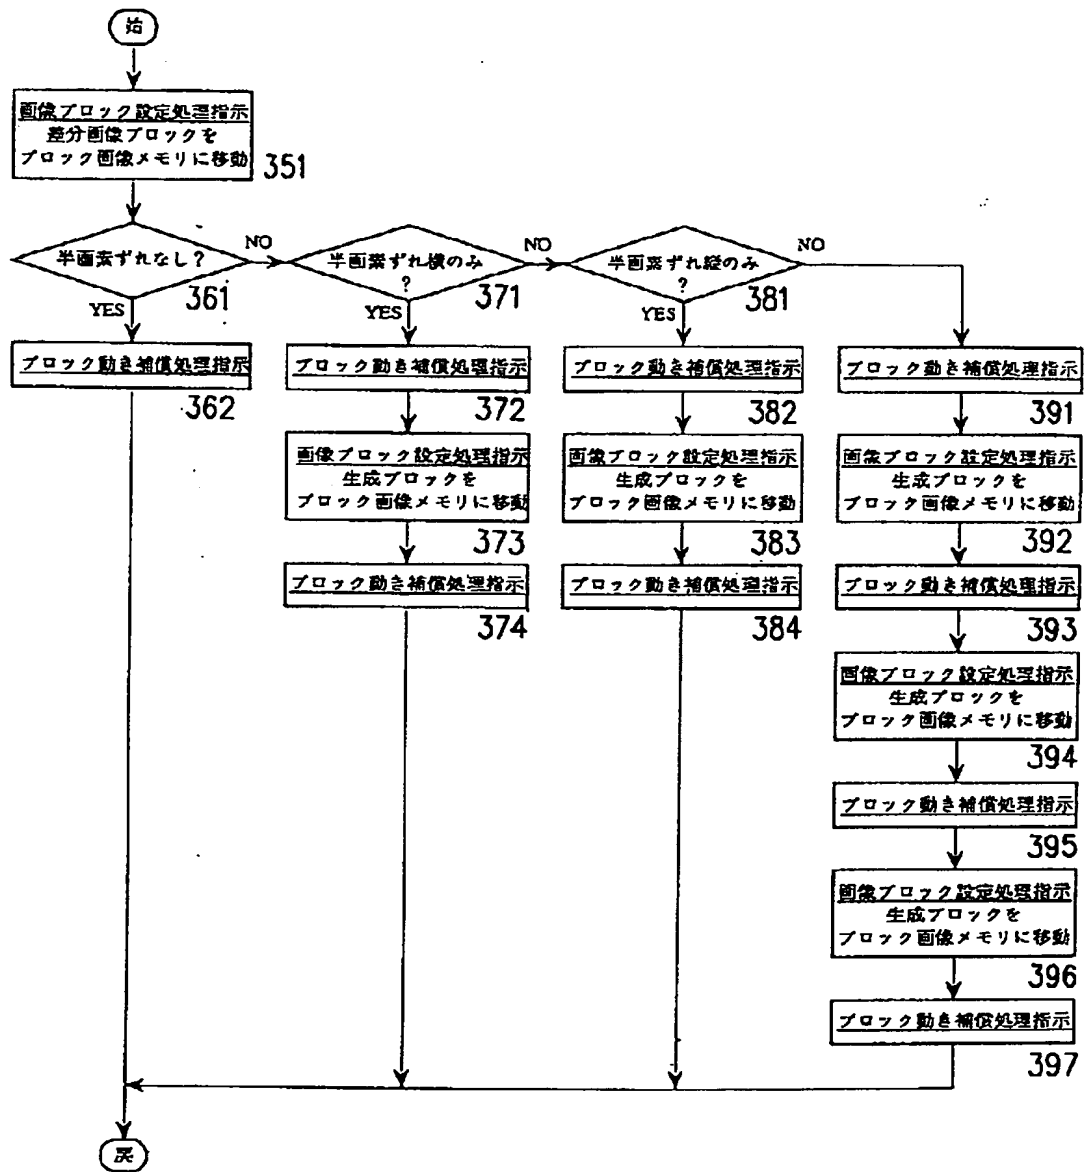 始
画像ブロック設定処理指示
差分画像ブロックを
ブロック画像メモリに移動
351
半画素ずれなし?
361
NO
YES
ブロック動き補償処理指示
362
半画素ずれ横のみ
?
371
NO
YES
ブロック動き補償処理指示
372
画像ブロック設定処理指示
生成ブロックを
ブロック画像メモリに移動
373
ブロック動き補償処理指示
374
半画素ずれ縦のみ
?
381
NO
YES
ブロック動き補償処理指示
382
画像ブロック設定処理指示
生成ブロックを
ブロック画像メモリに移動
383
ブロック動き補償処理指示
384
ブロック動き補償処理指示
391
画像ブロック設定処理指示
生成ブロックを
ブロック画像メモリに移動
392
ブロック動き補償処理指示
393
画像ブロック設定処理指示
生成ブロックを
ブロック画像メモリに移動
394
ブロック動き補償処理指示
395
画像ブロック設定処理指示
生成ブロックを
ブロック画像メモリに移動
396
ブロック動き補償処理指示
397
戻